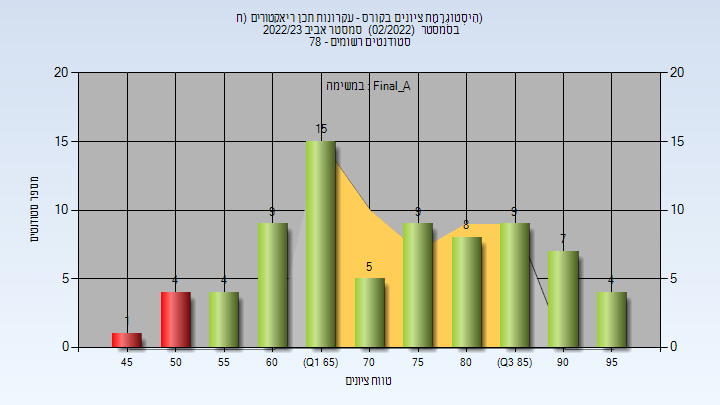 (היסטוגרמת ציונים בקורס - עקרונות תכן ריאקטורים (ח
בסמסטר (02/2022) סמסטר אביב 2022/23
סטודנטים רשומים - 78
במשימה : Final_A
20 20
15 15
10 10
5 5
0 0
1 4 4 9 15 5 9 8 9 7 4
מספר סטודנטים
45 50 55 60 (Q1 65) 70 75 80 (Q3 85) 90 95
טווח ציונים